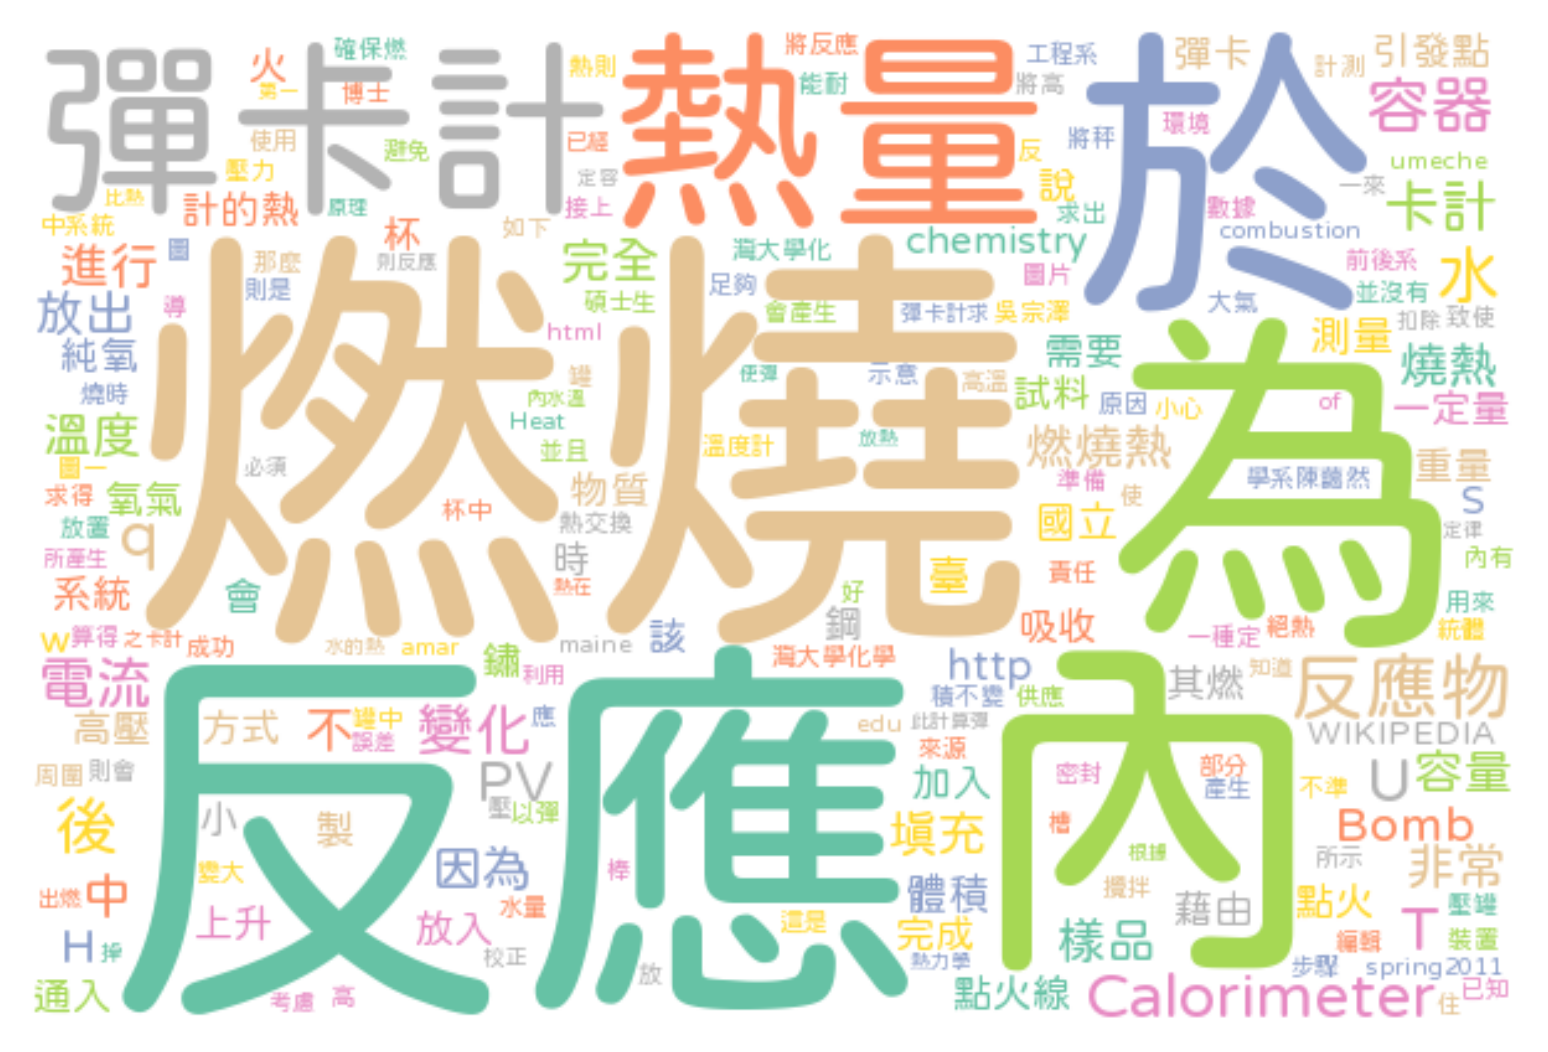 彈卡計
熱量
於
燃燒
為
反應
內
火
確保燃
第一
博士
使用
避免
壓力
比熱
計的熱
原理
中系統
熱則
已經
定容
接上
如下
將反應
能耐
工程系
將高
反
將秤
說
求出
環境
彈卡
計測
引發點
容器
umeche
一來
卡計
數據
combustion
前後系
水
並沒有
大氣
扣除
致使
進行
圖
杯
那麼
則反應
則是
放出
導
純氧
燒時
溫度
圖一
必須
求得
氧氣
放置
q
所產生
系統
會
完全
碩士生
html
罐
內水溫
Heat
並且
物質
杯中
熱交換
時
熱在
灣大學化
chemistry
足夠
會產生
彈卡計求
吳宗澤
圖片
便彈
示意
高溫
溫度計
放熱
需要
試料
原因
小心
of
測量
燒熱
一定量
燃燒熱
準備
使
學系陳藹然
重量
s
國立
定律
內有
臺
責任
好
鋼
吸收
一種定
絕熱
用來
統體
w
算得
之卡計
成功
水的熱
amar
maine
該
灣大學化學
鏽
利用
http
積不變
供應
其燃
知道
反應物
電流
高壓
方式
不
罐中
誤差
變化
應
edu
此計算彈
來源
WIKIPEDIA
周圍
則會
PV
壓
以彈
加入
密封
部分
產生
不準
U
容量
後
小
製
填充
槽
Bomb
因為
變大
棒
體積
根據
所示
非常
攪拌
出燃
中
上升
放入
水量
這是
完成
樣品
藉由
點火
T
壓罐
編輯
裝置
H
掉
校正
熱力學
步驟
spring2011
通入
考慮
高
放
點火線
Calorimeter
住
已知